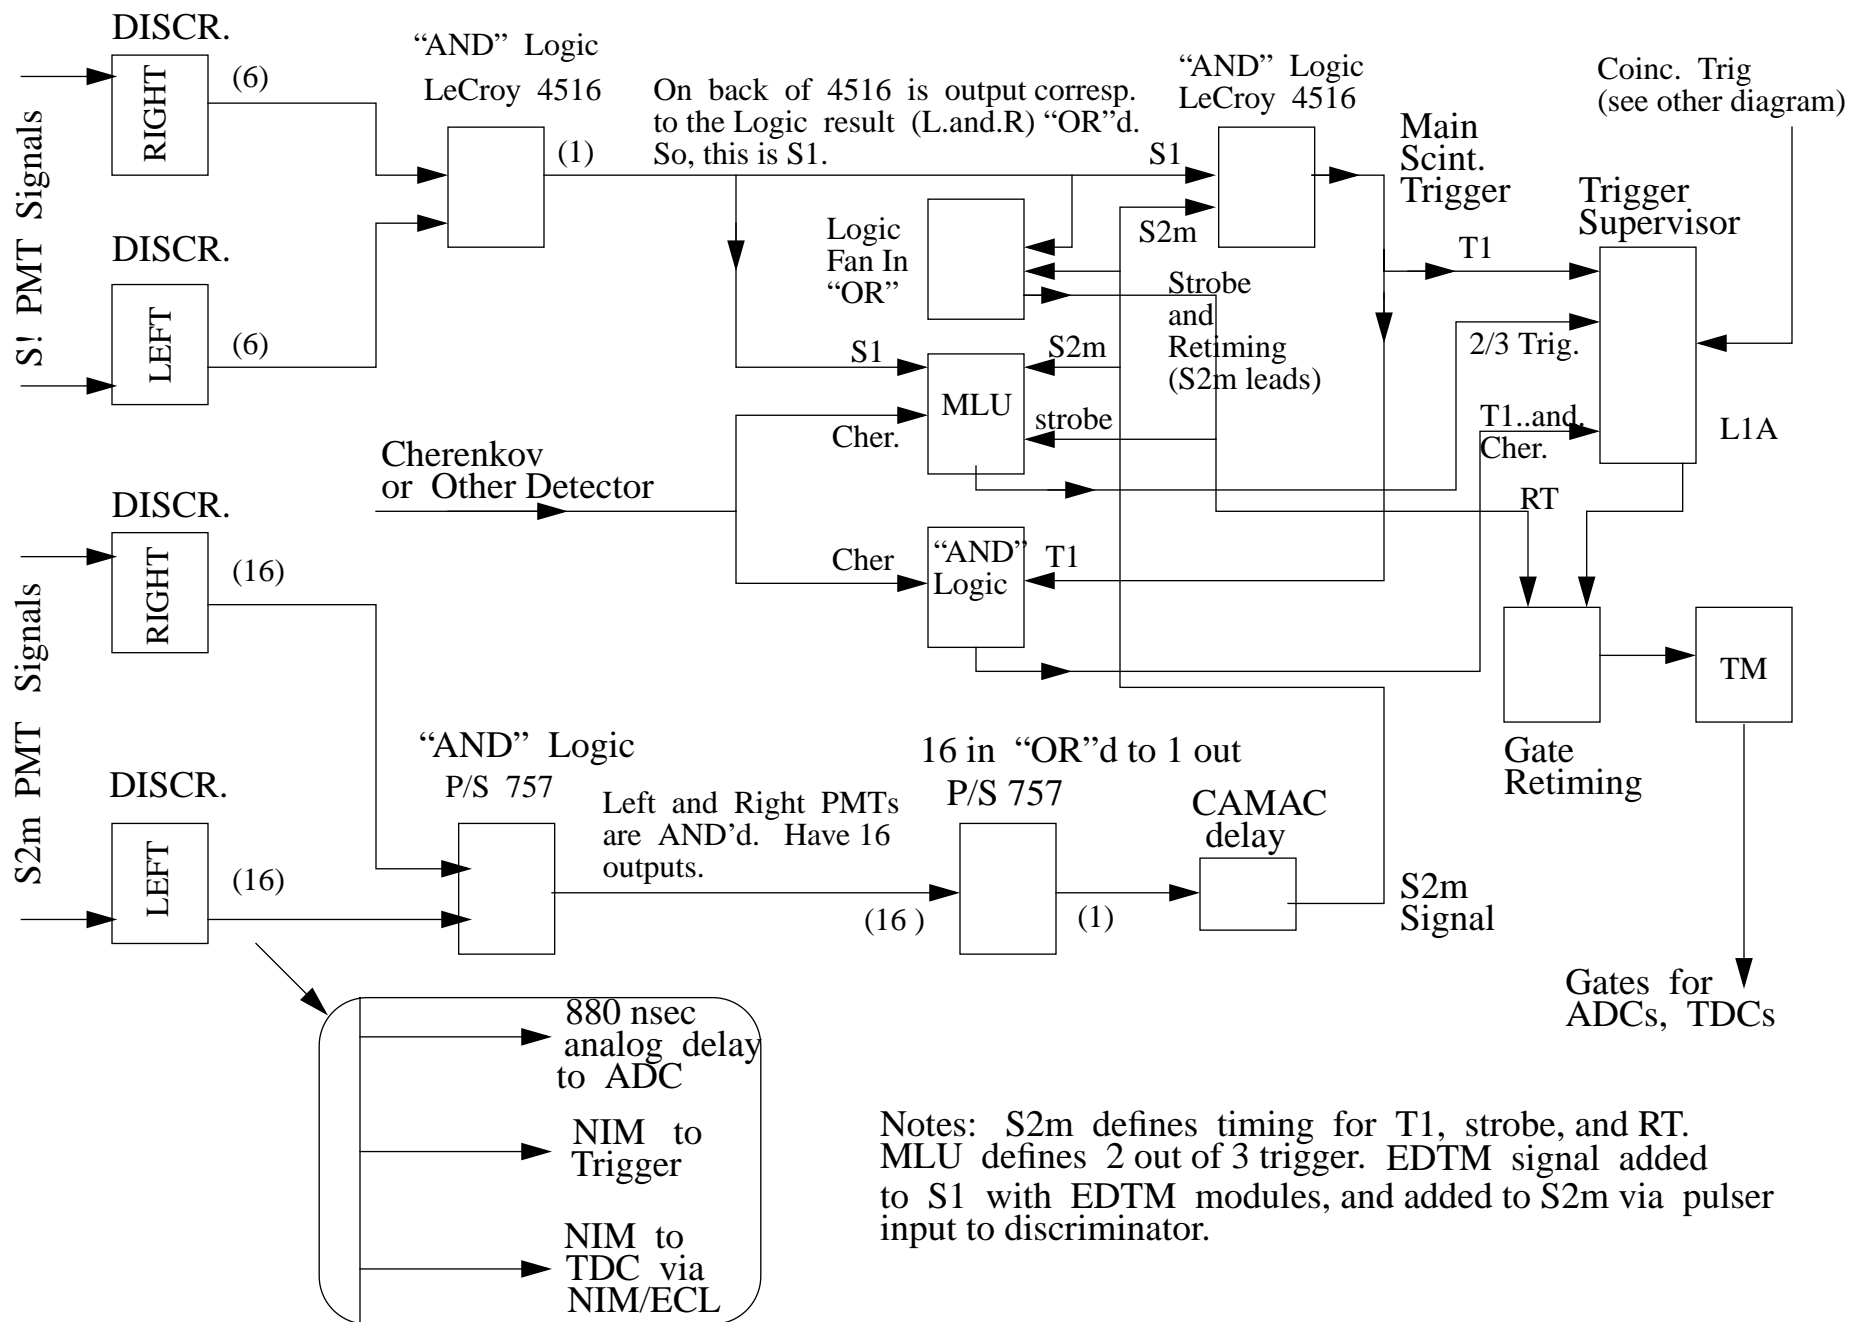 DISCR.
RIGHT
(6)
"AND" Logic
LeCroy 4516
On back of 4516 is output corresp.
to the Logic result (L.and.R) "OR"d.
So, this is S1.
(1)
"AND" Logic
LeCroy 4516
S1
S2m
Main
Scint.
Trigger
Coinc. Trig
(see other diagram)
Trigger
Supervisor
T1
S! PMT Signals
DISCR.
LEFT
(6)
Logic
Fan In
"OR"
Strobe
and
Retiming
(S2m leads)
2/3 Trig.
S1
S2m
MLU
Cher.
strobe
T1..and.
Cher.
L1A
Cherenkov
or Other Detector
RT
DISCR.
RIGHT
(16)
Cher
"AND"
Logic
T1
S2m PMT Signals
TM
Gate
Retiming
DISCR.
LEFT
(16)
"AND" Logic
P/S 757
Left and Right PMTs
are AND'd. Have 16
outputs.
(16 )
16 in "OR"d to 1 out
P/S 757
(1)
CAMAC
delay
S2m
Signal
Gates for
ADCs, TDCs
880 nsec
analog delay
to ADC
NIM to
Trigger
NIM to
TDC via
NIM/ECL
Notes: S2m defines timing for T1, strobe, and RT.
MLU defines 2 out of 3 trigger. EDTM signal added
to S1 with EDTM modules, and added to S2m via pulser
input to discriminator.